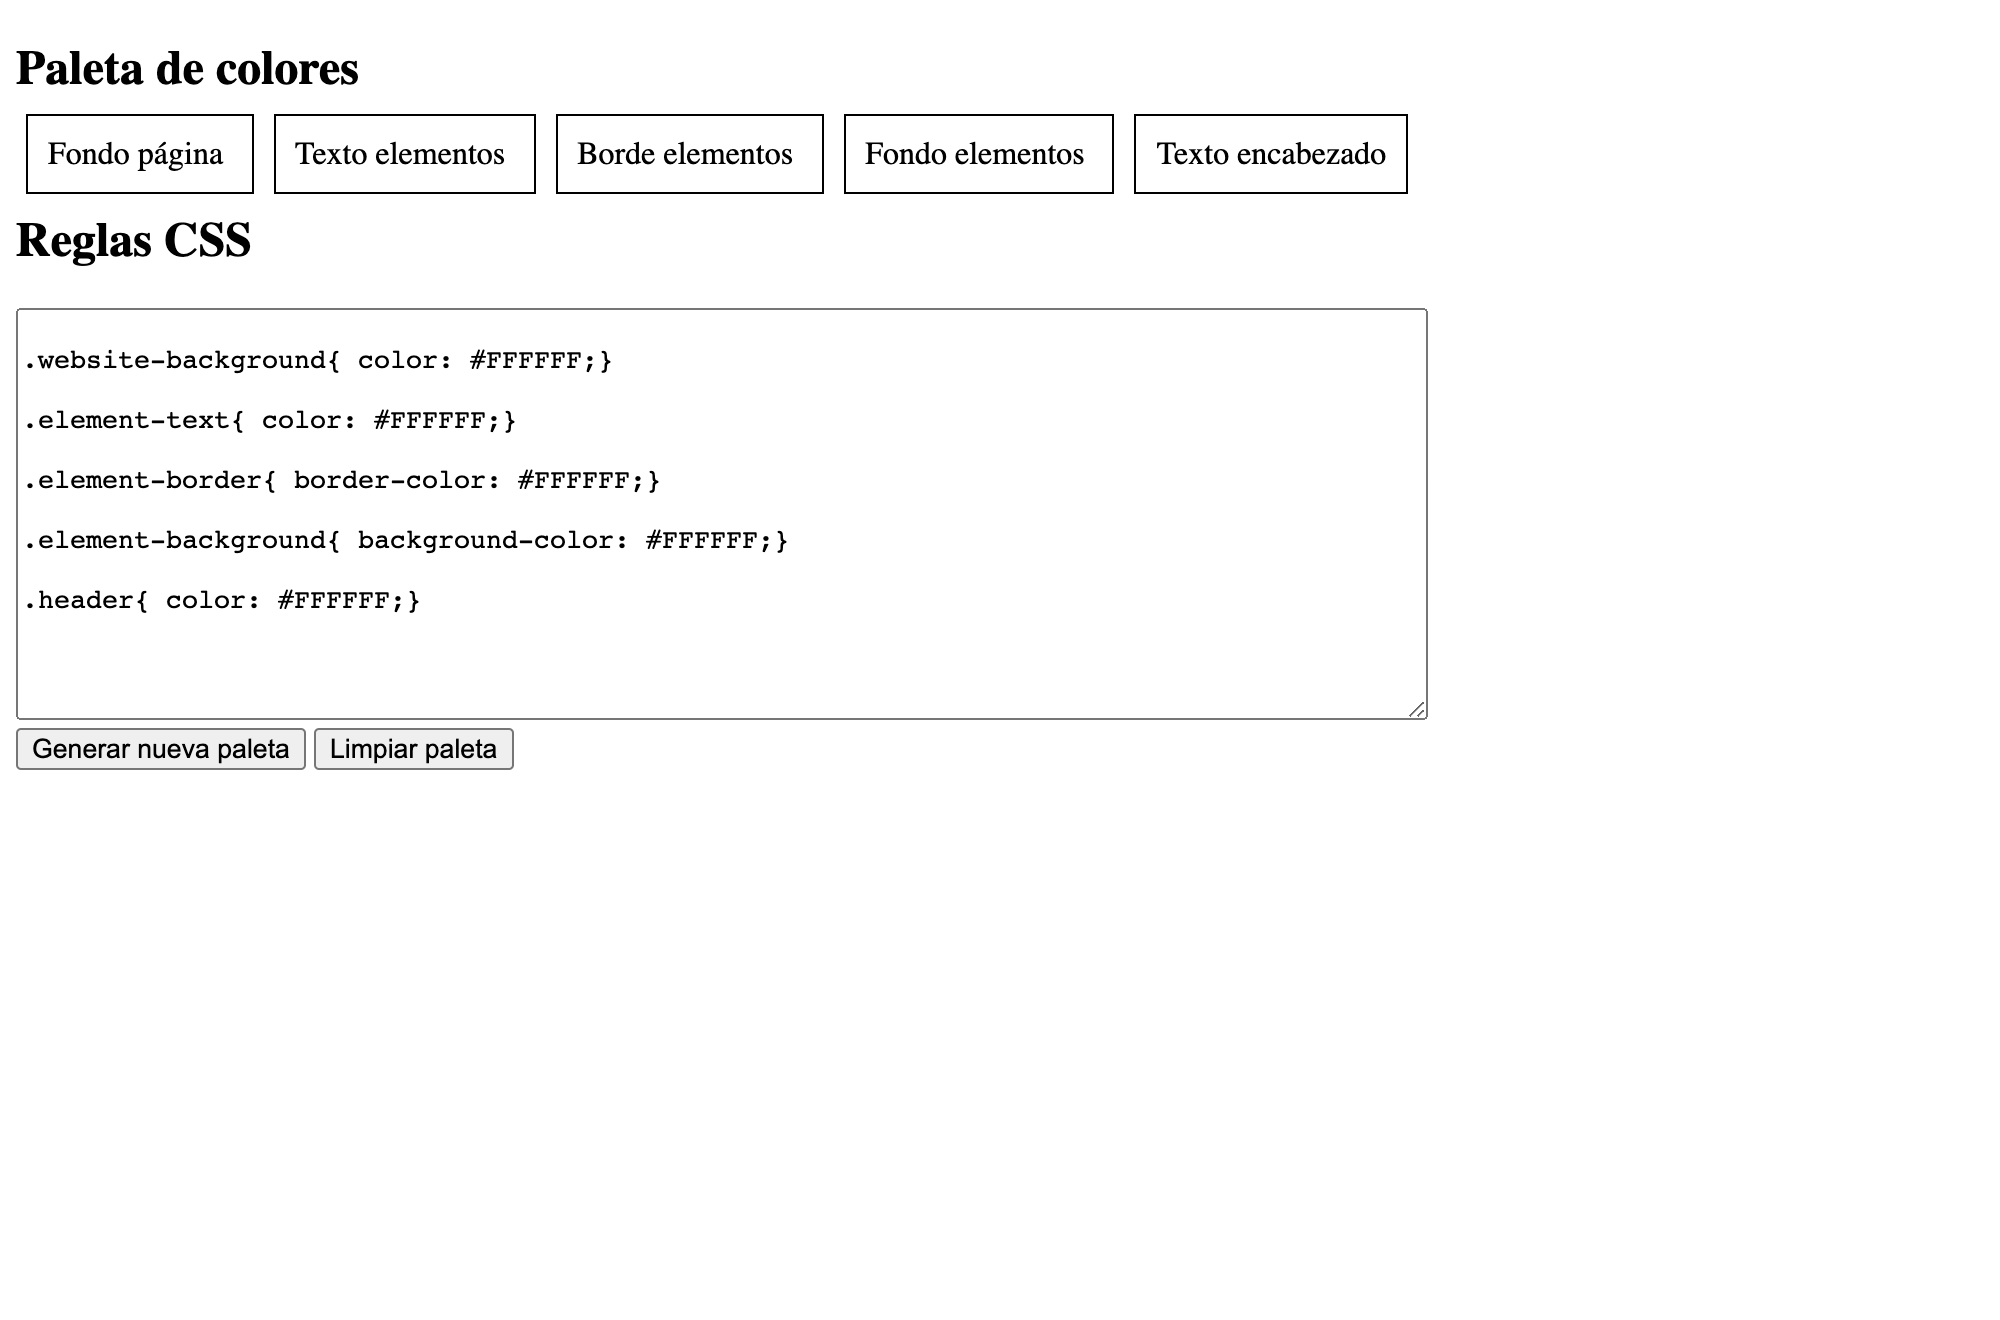 Paleta de colores
Fondo página Texto elementos Borde elementos Fondo elementos Texto encabezado
Reglas CSS
.website-background{ color: #FFFFFF;}
.element-text{ color: #FFFFFF;}
.element-border{ border-color: #FFFFFF;}
.element-background{ background-color: #FFFFFF;}
.header{ color: #FFFFFF;}
Generar nueva paleta Limpiar paleta